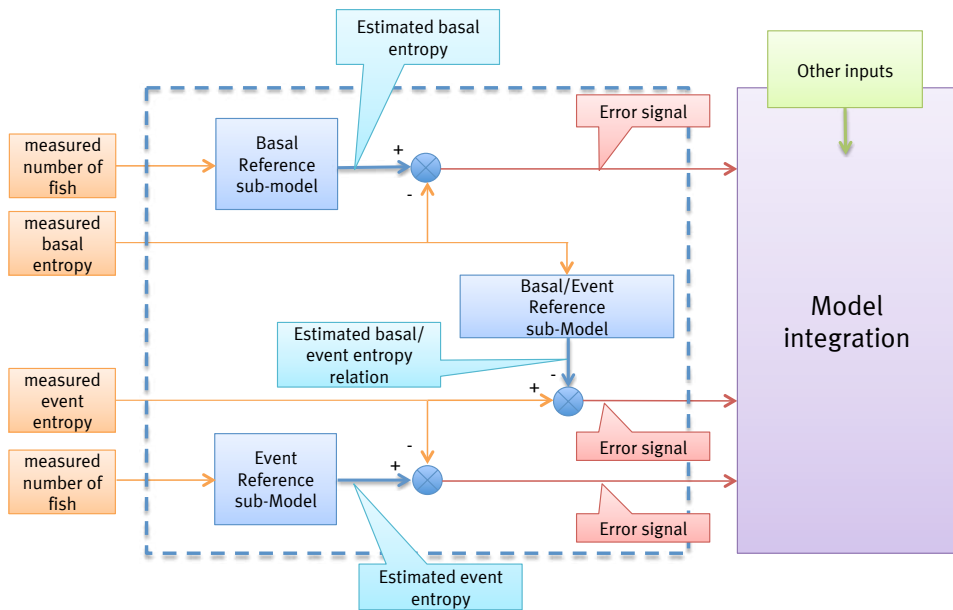 Estimated basal
entropy
Other inputs
Error signal
measured
number of
fish
Basal
Reference
sub-model
+
-
measured
basal
entropy
Basal/Event
Reference
sub-Model
Estimated basal/
event entropy
relation
-
+
Model
integration
measured
event
entropy
Error signal
-
measured
number of
fish
Event
Reference
sub-Model
+
Error signal
Estimated event
entropy